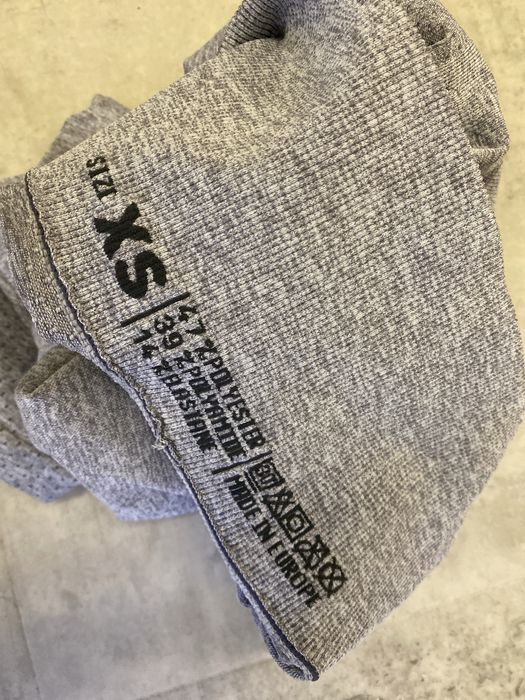 SIZE
XS
47 % POLYESTER
39 % POLYAMIDE
14 % ELASTANE
MADE IN EUROPE